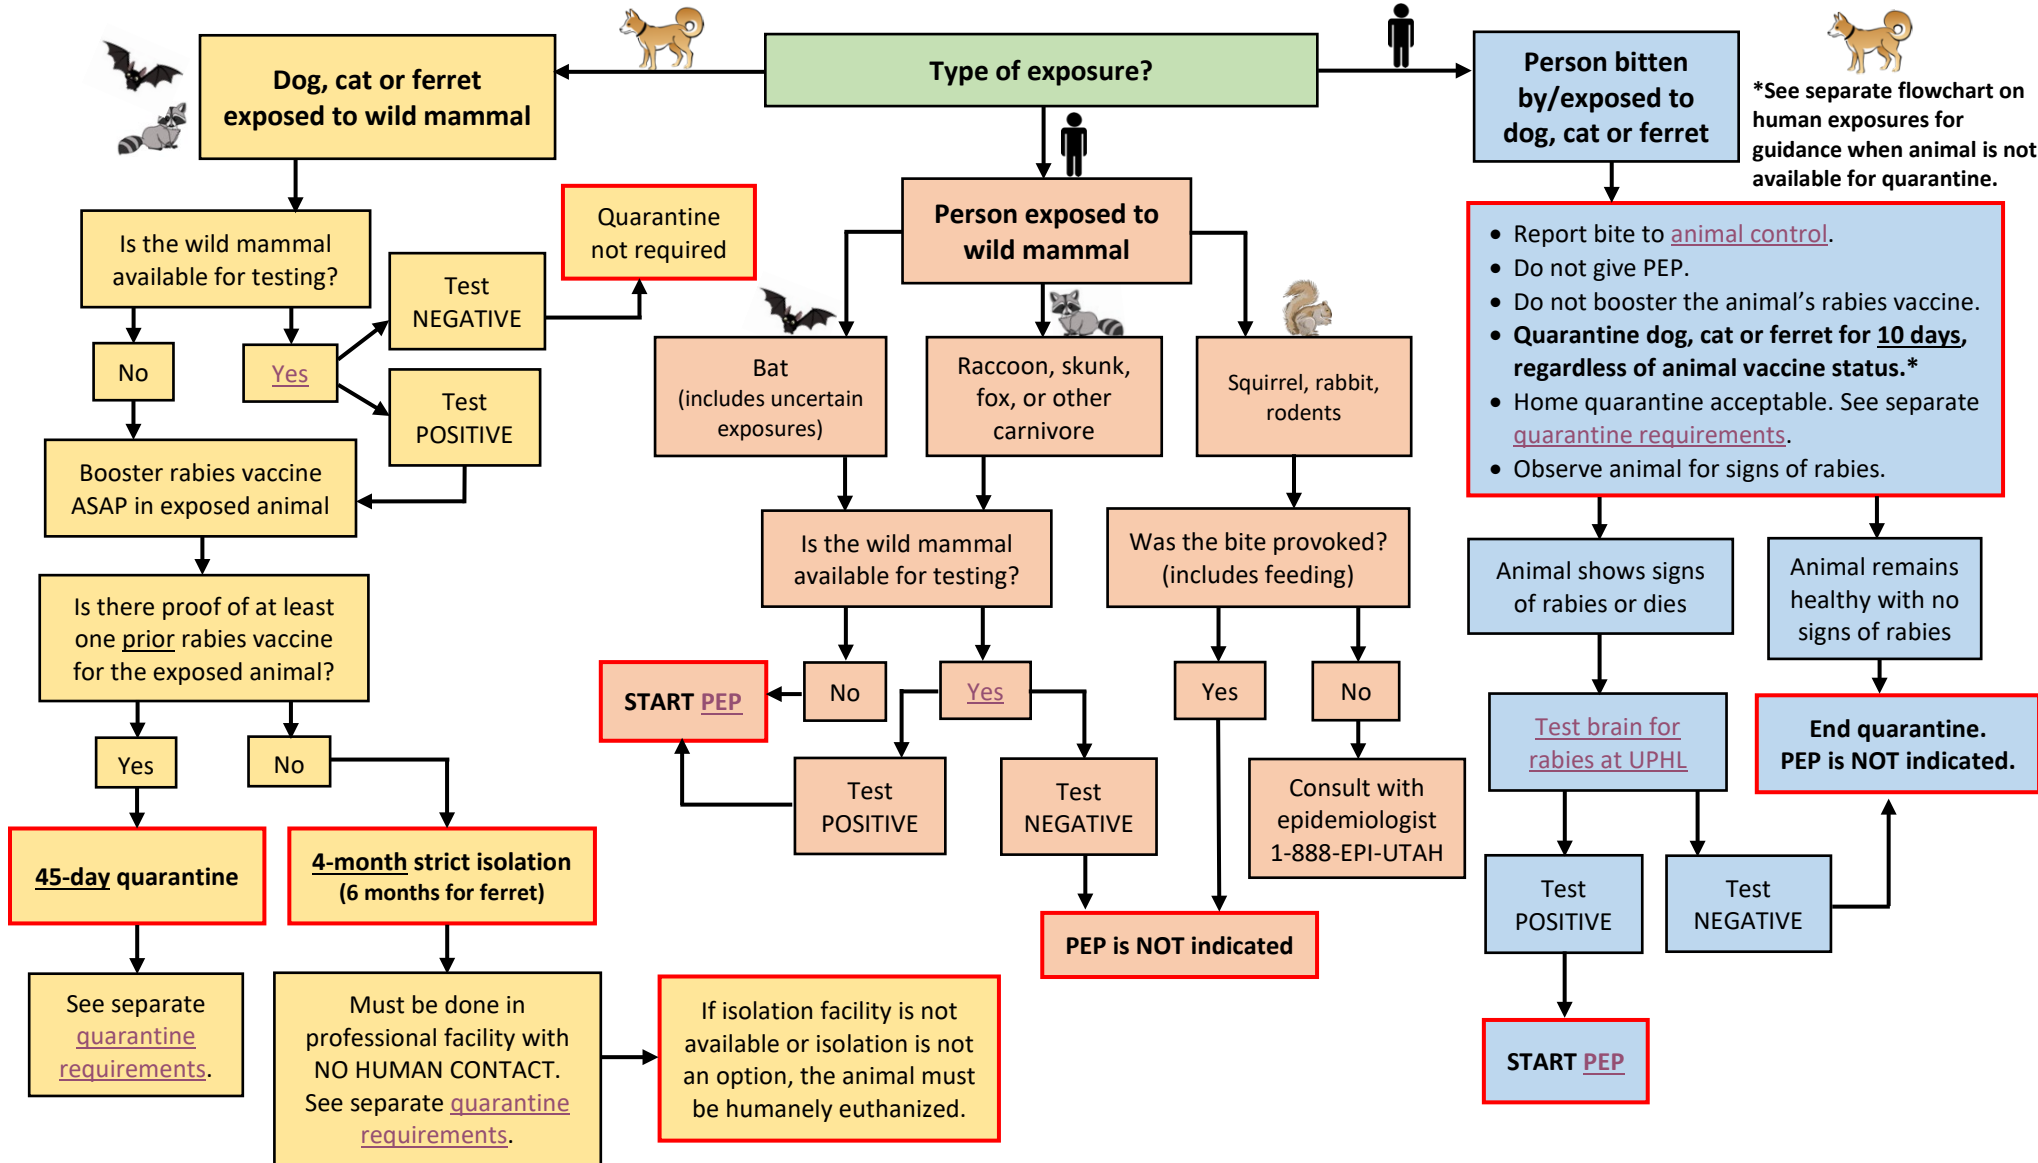 Type of exposure?
Dog, cat or ferret
exposed to wild mammal
Is the wild mammal
available for testing?
No
Yes
Test
NEGATIVE
Quarantine
not required
Test
POSITIVE
Booster rabies vaccine
ASAP in exposed animal
Is there proof of at least
one prior rabies vaccine
for the exposed animal?
Yes
No
45-day quarantine
4-month strict isolation
(6 months for ferret)
See separate
quarantine
requirements.
Must be done in
professional facility with
NO HUMAN CONTACT.
See separate quarantine
requirements.
If isolation facility is not
available or isolation is not
an option, the animal must
be humanely euthanized.
Person exposed to
wild mammal
Bat
(includes uncertain
exposures)
Raccoon, skunk,
fox, or other
carnivore
Squirrel, rabbit,
rodents
Is the wild mammal
available for testing?
Was the bite provoked?
(includes feeding)
START PEP
No
Yes
Yes
No
Test
POSITIVE
Test
NEGATIVE
Consult with
epidemiologist
1-888-EPI-UTAH
PEP is NOT indicated
Person bitten
by/exposed to
dog, cat or ferret
*See separate flowchart on
human exposures for
guidance when animal is not
available for quarantine.
• Report bite to animal control.
• Do not give PEP.
• Do not booster the animal’s rabies vaccine.
• Quarantine dog, cat or ferret for 10 days,
regardless of animal vaccine status.*
• Home quarantine acceptable. See separate
quarantine requirements.
• Observe animal for signs of rabies.
Animal shows signs
of rabies or dies
Animal remains
healthy with no
signs of rabies
Test brain for
rabies at UPHL
End quarantine.
PEP is NOT indicated.
Test
POSITIVE
Test
NEGATIVE
START PEP